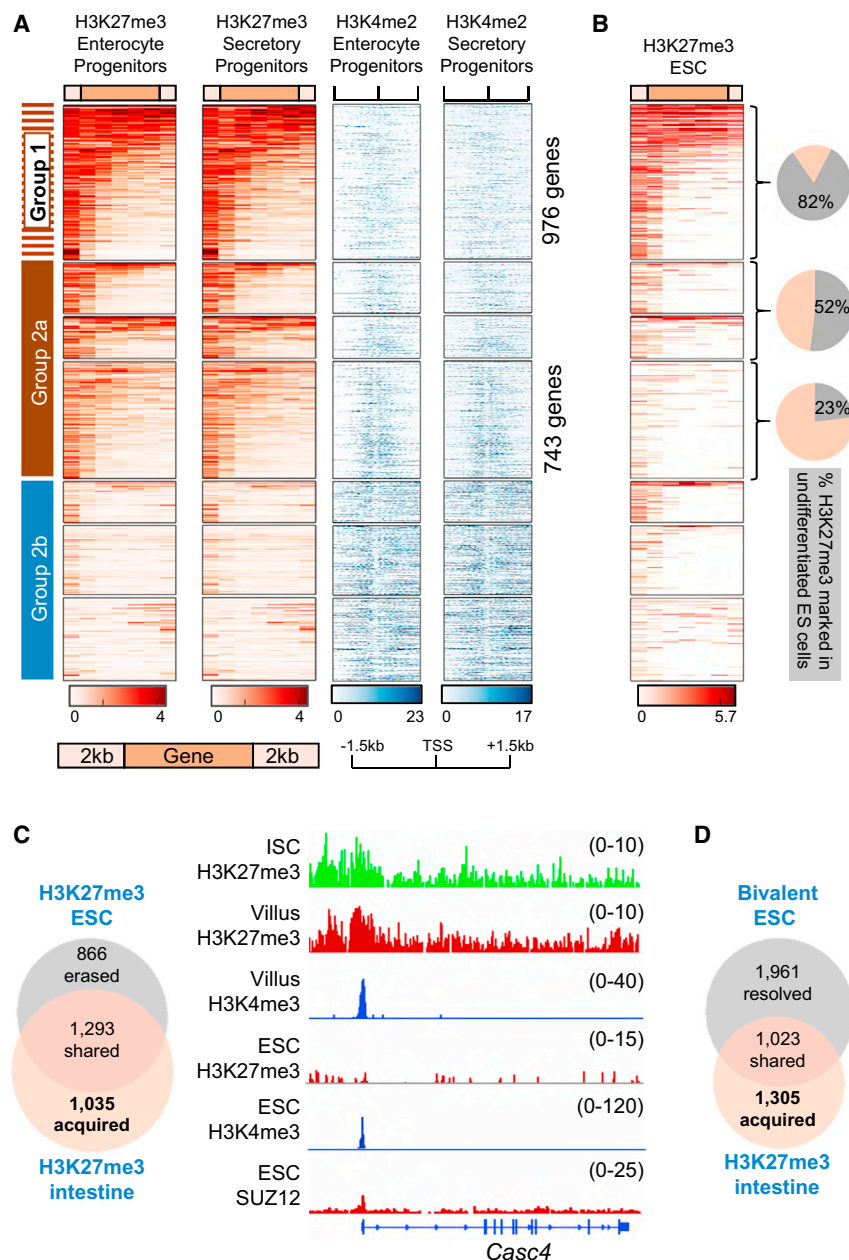 A
H3K27me3
Enterocyte
Progenitors
H3K27me3
Secretory
Progenitors
H3K4me2
Enterocyte
Progenitors
H3K4me2
Secretory
Progenitors
Group 1
Group 2a
Group 2b
976 genes
743 genes
0 4
0 4
0 23
0 17
2kb Gene 2kb
-1.5kb TSS +1.5kb
B
H3K27me3
ESC
82%
52%
23%
% H3K27me3 marked in
undifferentiated ES cells
0 5.7
C
H3K27me3
ESC
866
erased
1,293
shared
1,035
acquired
H3K27me3
intestine
ISC
H3K27me3
(0-10)
Villus
H3K27me3
(0-10)
Villus
H3K4me3
(0-40)
ESC
H3K27me3
(0-15)
ESC
H3K4me3
(0-120)
ESC
SUZ12
(0-25)
Casc4
D
Bivalent
ESC
1,961
resolved
1,023
shared
1,305
acquired
H3K27me3
intestine